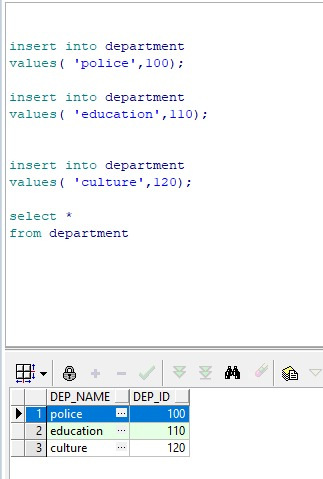 insert into department
values( 'police',100);
insert into department
values( 'education',110);
insert into department
values( 'culture',120);
select *
from department
DEP_NAME DEP_ID
1 police ... 100
2 education ... 110
3 culture ... 120